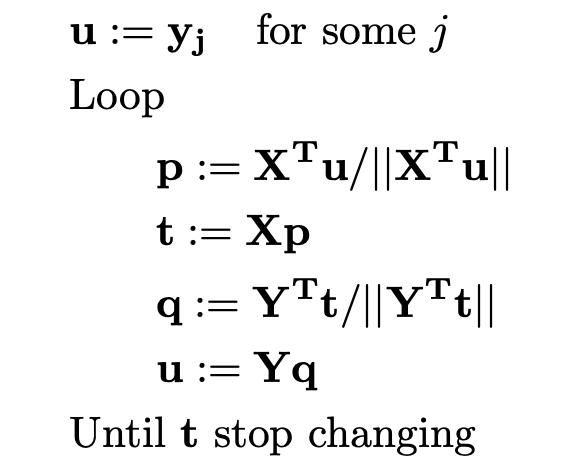 u := y_j for some j
Loop
p := X^T u/||X^T u||
t := Xp
q := Y^T t/||Y^T t||
u := Yq
Until t stop changing